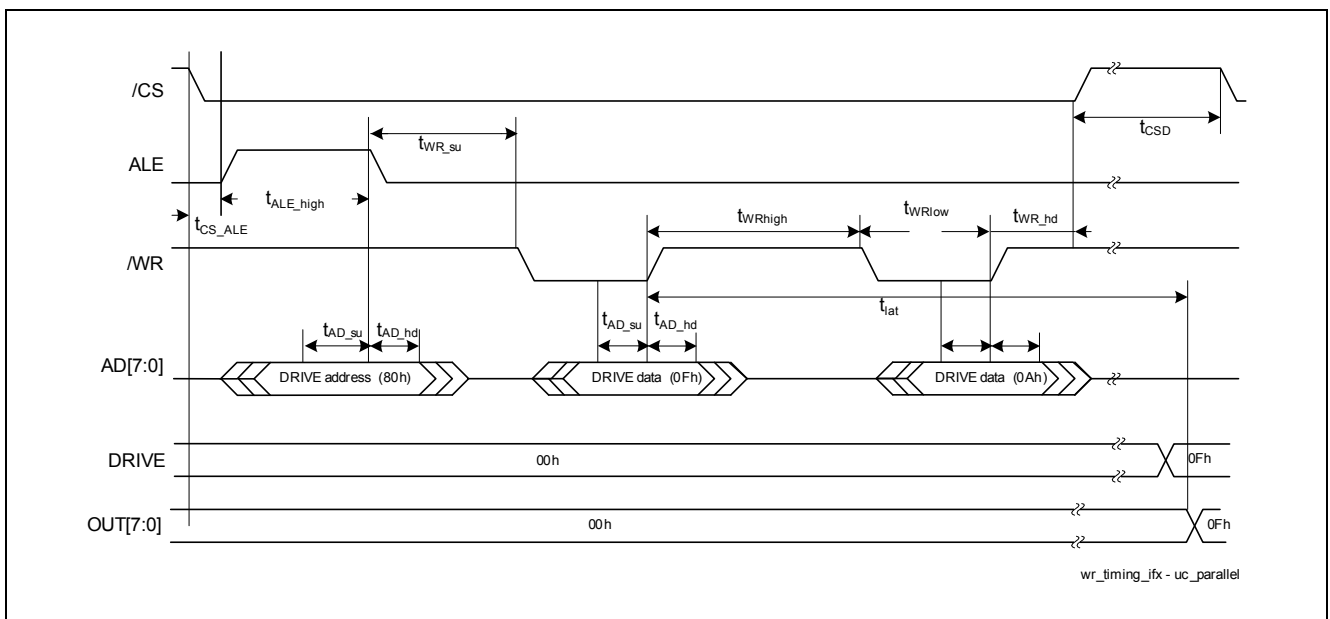 /CS
tCSD
tWR_su
ALE
tALE_high
tCS_ALE
tWRhigh
tWRlow
tWR_hd
/WR
tlat
tAD_su
tAD_hd
tAD_su
tAD_hd
AD[7:0]
DRIVE address (80h)
DRIVE data (0Fh)
DRIVE data (0Ah)
DRIVE
00h
0Fh
OUT[7:0]
00h
0Fh
wr_timing_ifx - uc_parallel